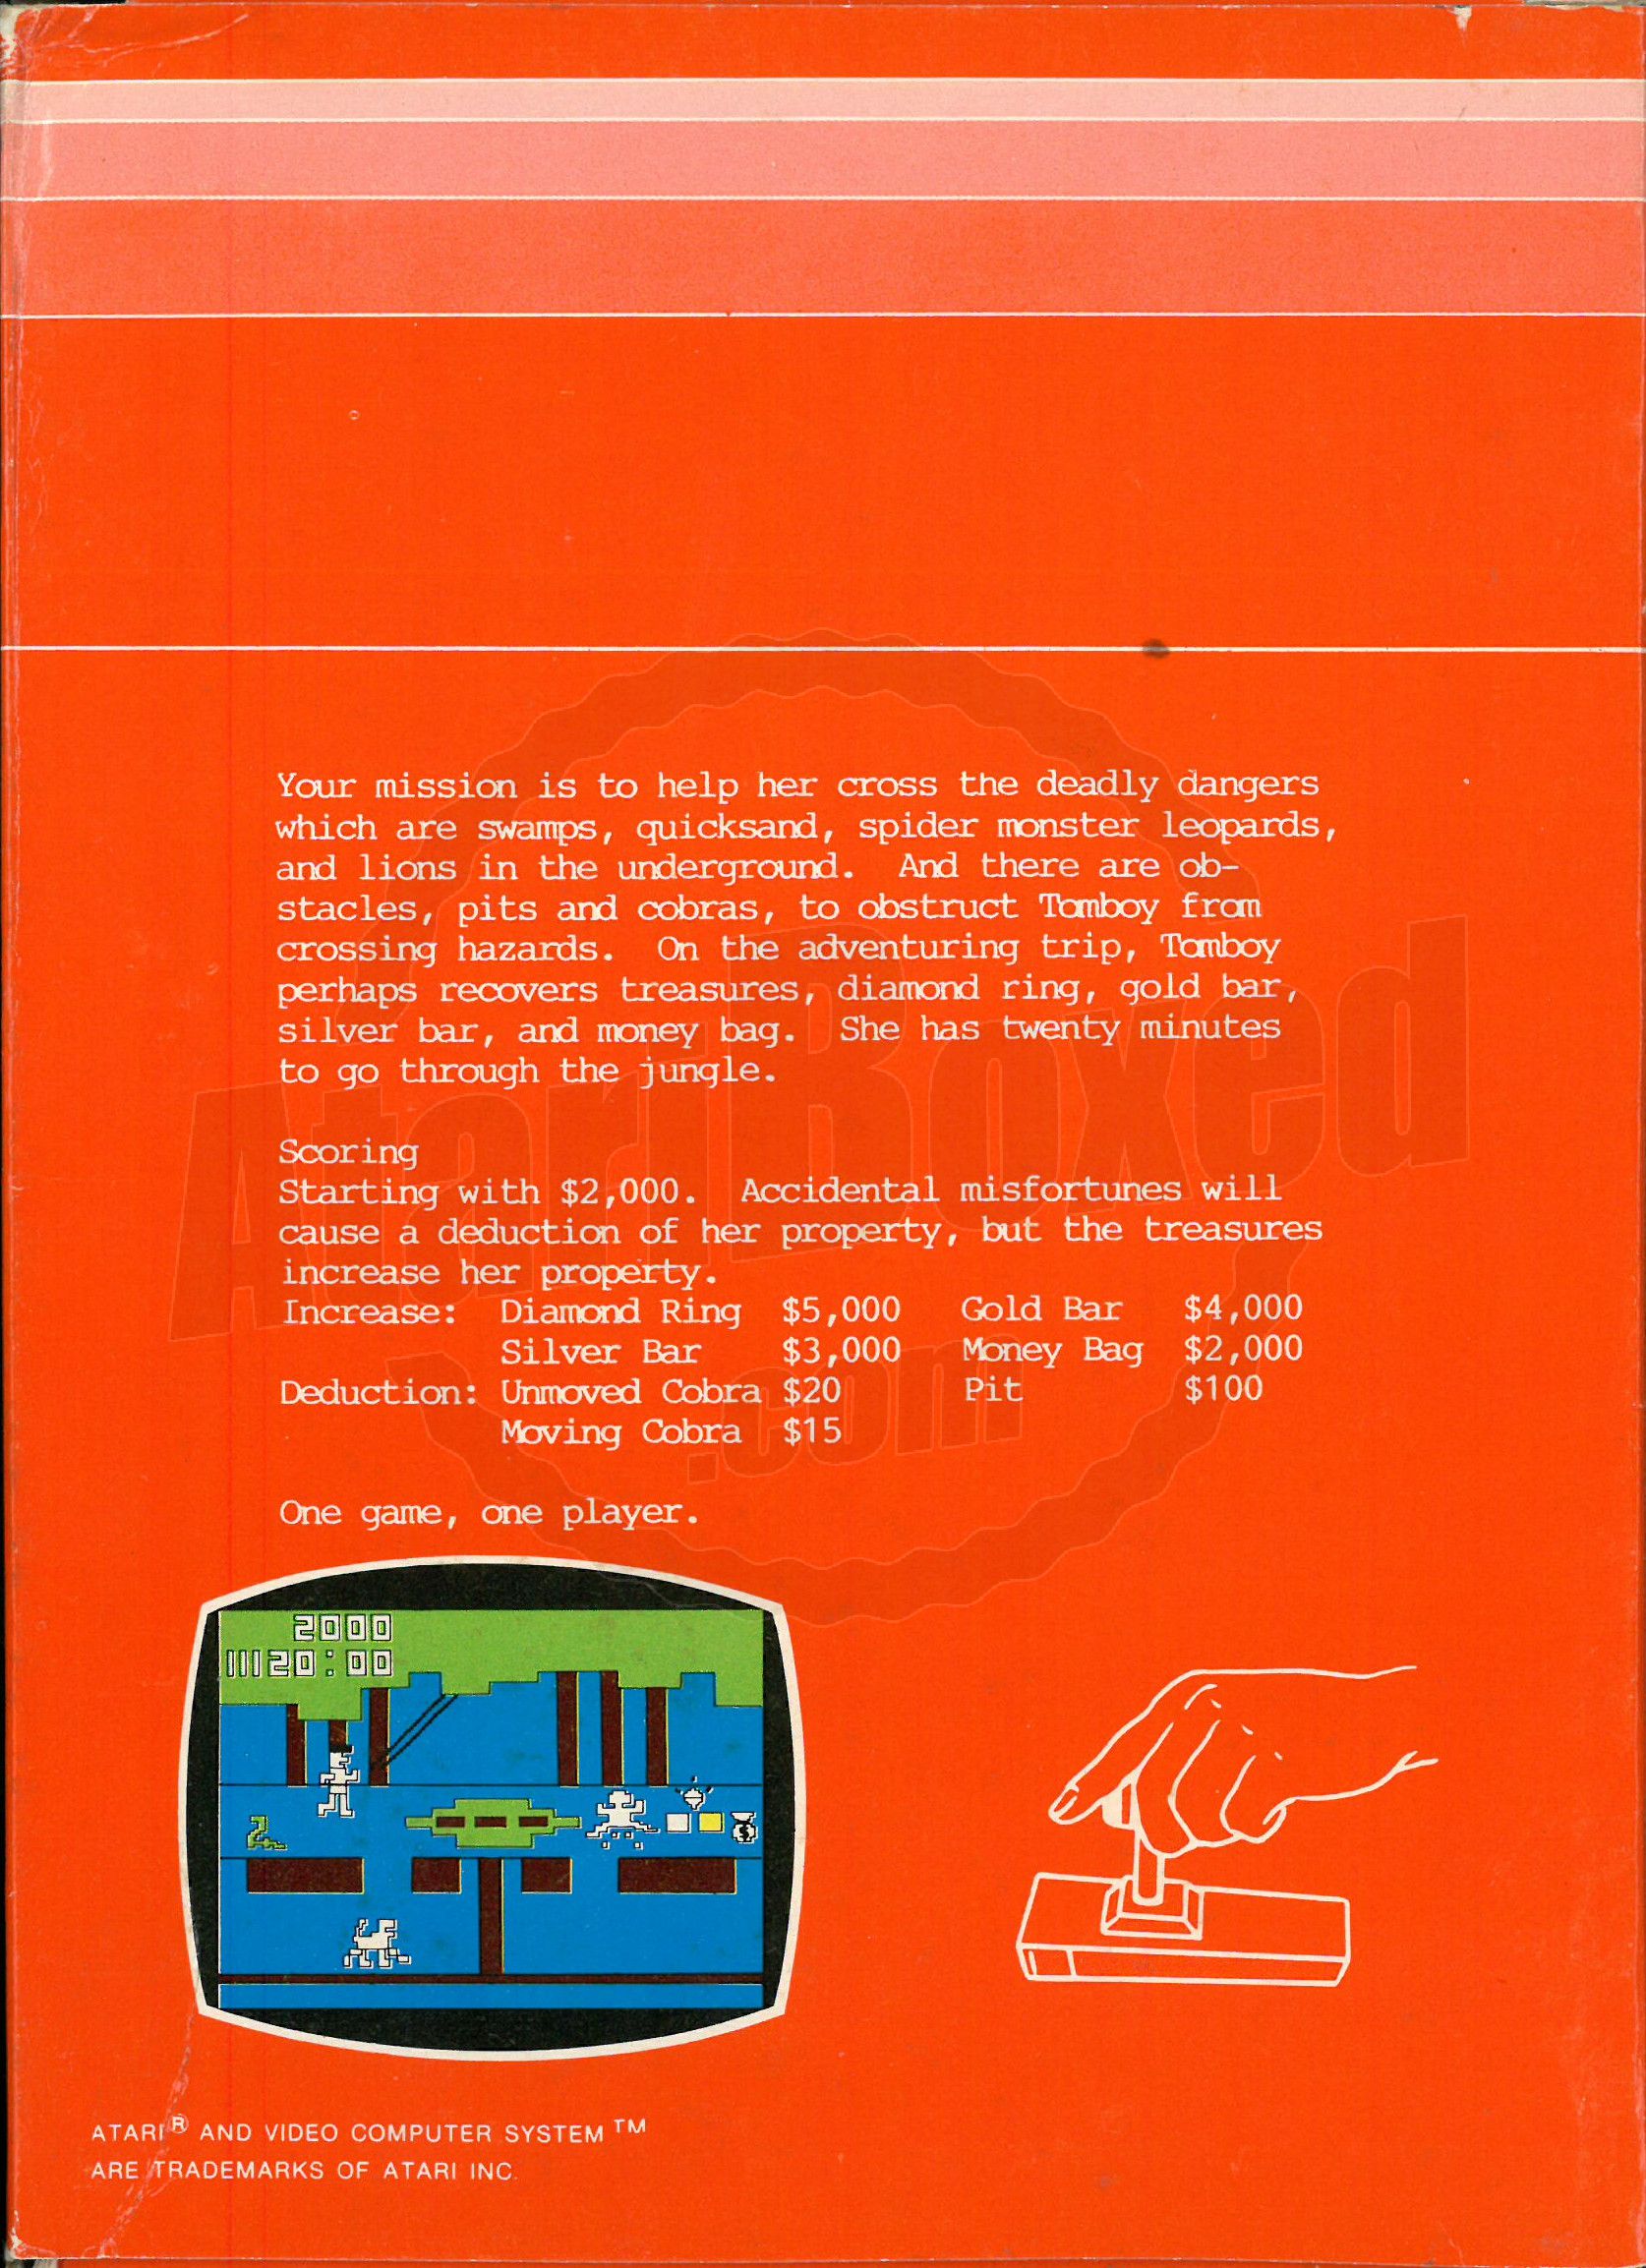 Your mission is to help her cross the deadly dangers
which are swamps, quicksand, spider monster leopards,
and lions in the underground.  And there are ob-
stacles, pits and cobras, to obstruct Tomboy from
crossing hazards.  On the adventuring trip, Tomboy
perhaps recovers treasures, diamond ring, gold bar,
silver bar, and money bag.  She has twenty minutes
to go through the jungle.
Scoring
Starting with $2,000.  Accidental misfortunes will
cause a deduction of her property, but the treasures
increase her property.
Increase: Diamond Ring $5,000 Gold Bar $4,000
Silver Bar $3,000 Money Bag $2,000
Deduction: Unmoved Cobra $20 Pit $100
Moving Cobra $15
One game, one player.
2000
20:00
$
ATARI® AND VIDEO COMPUTER SYSTEM™
ARE TRADEMARKS OF ATARI INC.
AtariBoxed
.com